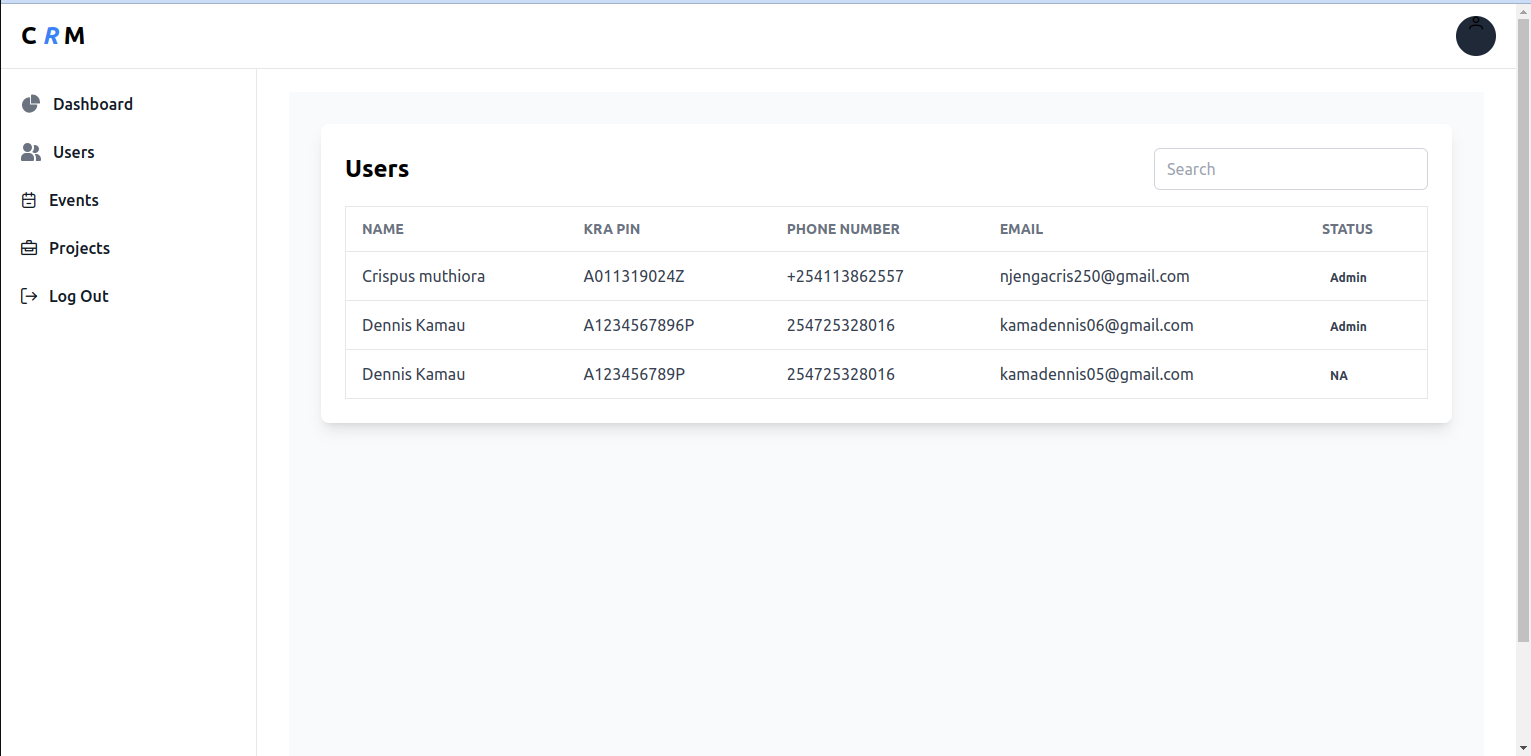 C R M
Dashboard
Users
Events
Projects
Log Out
Users
Search
NAME KRA PIN PHONE NUMBER EMAIL STATUS
Crispus muthiora A011319024Z +254113862557 njengacris250@gmail.com Admin
Dennis Kamau A1234567896P 254725328016 kamadennis06@gmail.com Admin
Dennis Kamau A123456789P 254725328016 kamadennis05@gmail.com NA